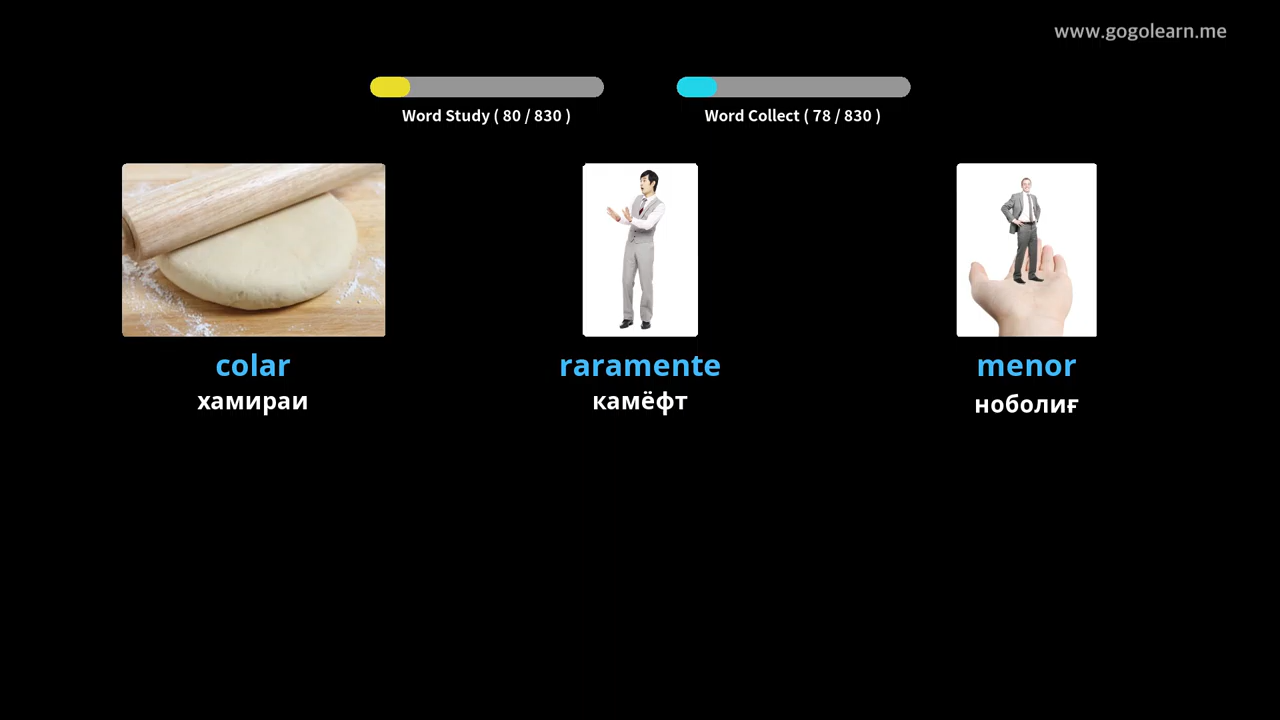 www.gogolearn.me
Word Study ( 80 / 830 )
Word Collect ( 78 / 830 )
colar
хамираи
raramente
камёфт
menor
ноболиғ